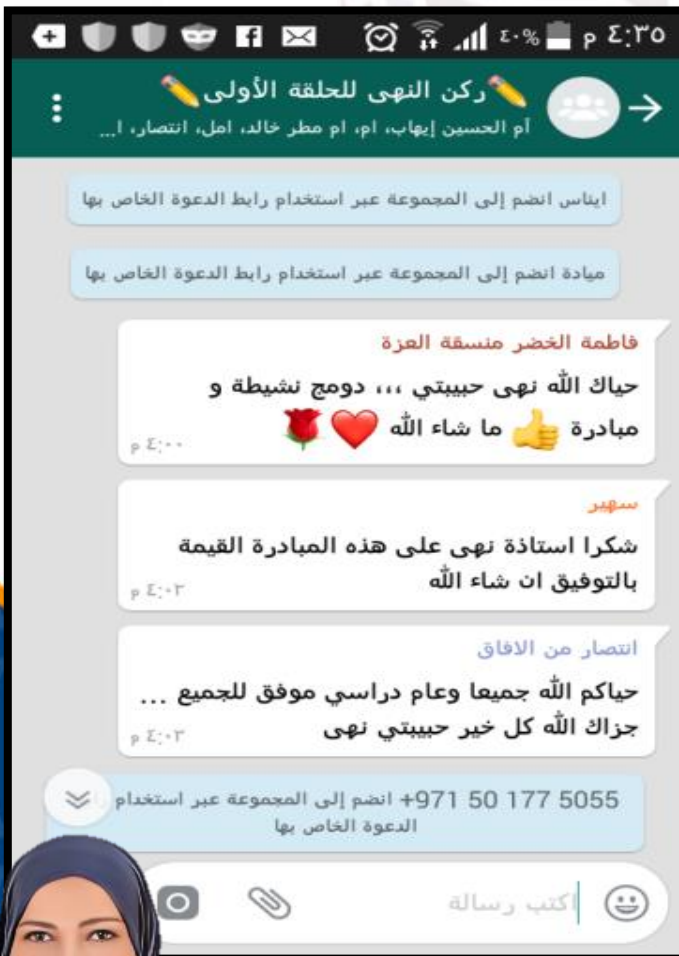 ٤:٣٥ م ٤٠%
✏️ركن النهى للحلقة الأولى✏️
أم الحسين إيهاب، ام، ام مطر خالد، امل، انتصار، ا...
ايناس انضم إلى المجموعة عبر استخدام رابط الدعوة الخاص بها
ميادة انضم إلى المجموعة عبر استخدام رابط الدعوة الخاص بها
فاطمة الخضر منسقة العزة
حياك الله نهى حبيبتي ،،، دومج نشيطة و
مبادرة 👍 ما شاء الله ❤️🌹
٤:٠٠ م
سهير
شكرا استاذة نهى على هذه المبادرة القيمة
بالتوفيق ان شاء الله
٤:٠٢ م
انتصار من الافاق
حياكم الله جميعا وعام دراسي موفق للجميع ...
جزاك الله كل خير حبيبتي نهى
٤:٠٣ م
+971 50 177 5055 انضم إلى المجموعة عبر استخدام
الدعوة الخاص بها
اكتب رسالة